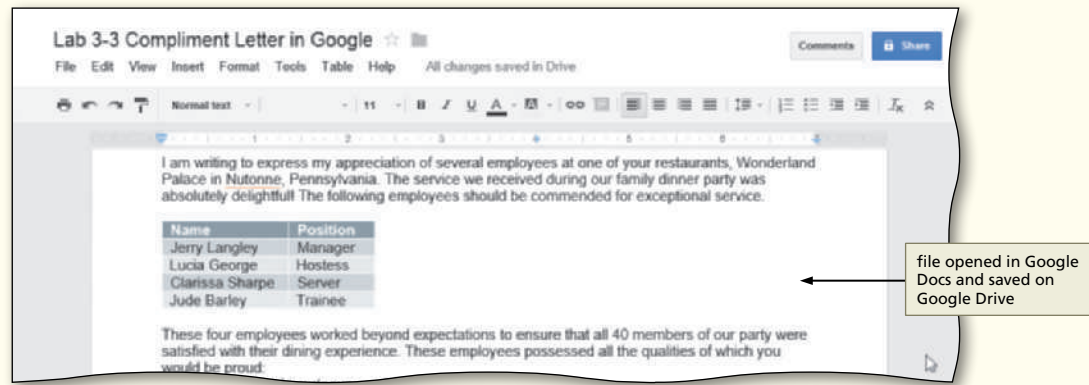 Lab 3-3 Compliment Letter in Google
Comments
Share
File Edit View Insert Format Tools Table Help All changes saved in Drive
Normal text 11 B I U A A
1 2 3 4 5 6
I am writing to express my appreciation of several employees at one of your restaurants, Wonderland
Palace in Nutonne, Pennsylvania. The service we received during our family dinner party was
absolutely delightful! The following employees should be commended for exceptional service.
Name Position
Jerry Langley Manager
Lucia George Hostess
Clarissa Sharpe Server
Jude Barley Trainee
These four employees worked beyond expectations to ensure that all 40 members of our party were
satisfied with their dining experience. These employees possessed all the qualities of which you
would be proud:
file opened in Google
Docs and saved on
Google Drive